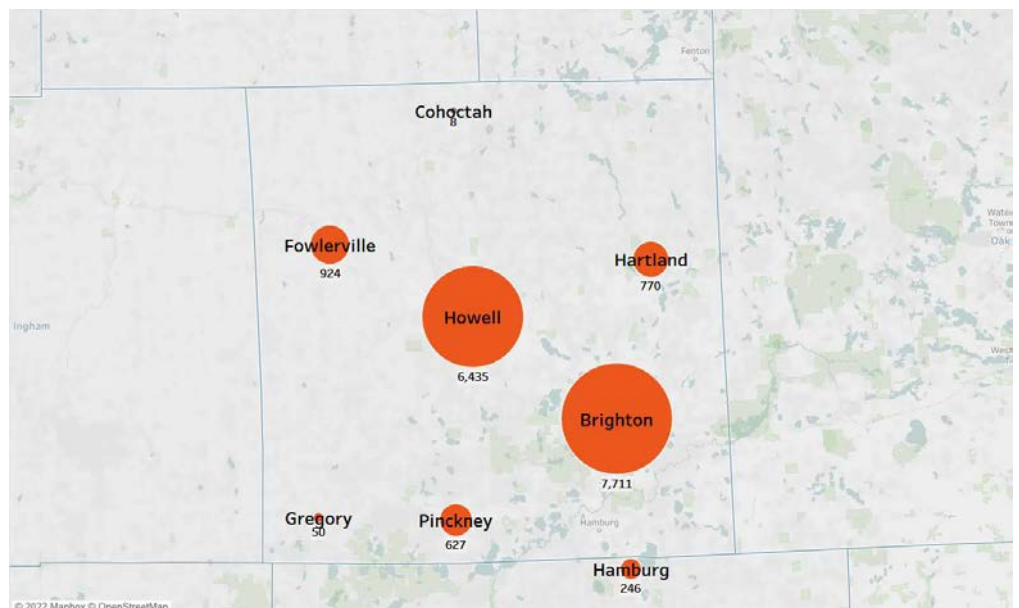 Fenton
Cohoctah
8
Fowlerville
924
Hartland
770
Howell
6,435
Ingham
Brighton
7,711
Gregory
50
Pinckney
627
Hamburg
Hamburg
246
© 2022 Mapbox © OpenStreetMap